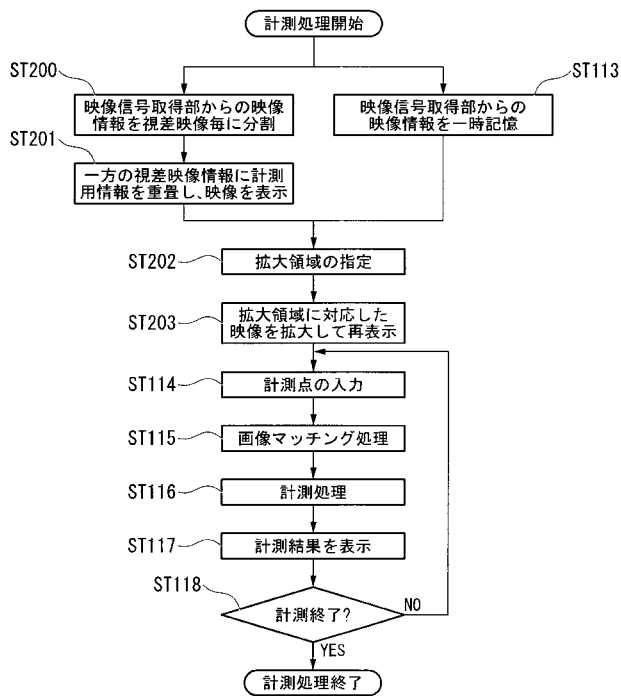 計測処理開始
ST200
ST113
映像信号取得部からの映像
情報を視差映像毎に分割
映像信号取得部からの
映像情報を一時記憶
ST201
一方の視差映像情報に計測
用情報を重畳し、映像を表示
ST202
拡大領域の指定
ST203
拡大領域に対応した
映像を拡大して再表示
ST114
計測点の入力
ST115
画像マッチング処理
ST116
計測処理
ST117
計測結果を表示
ST118
計測終了?
NO
YES
計測処理終了